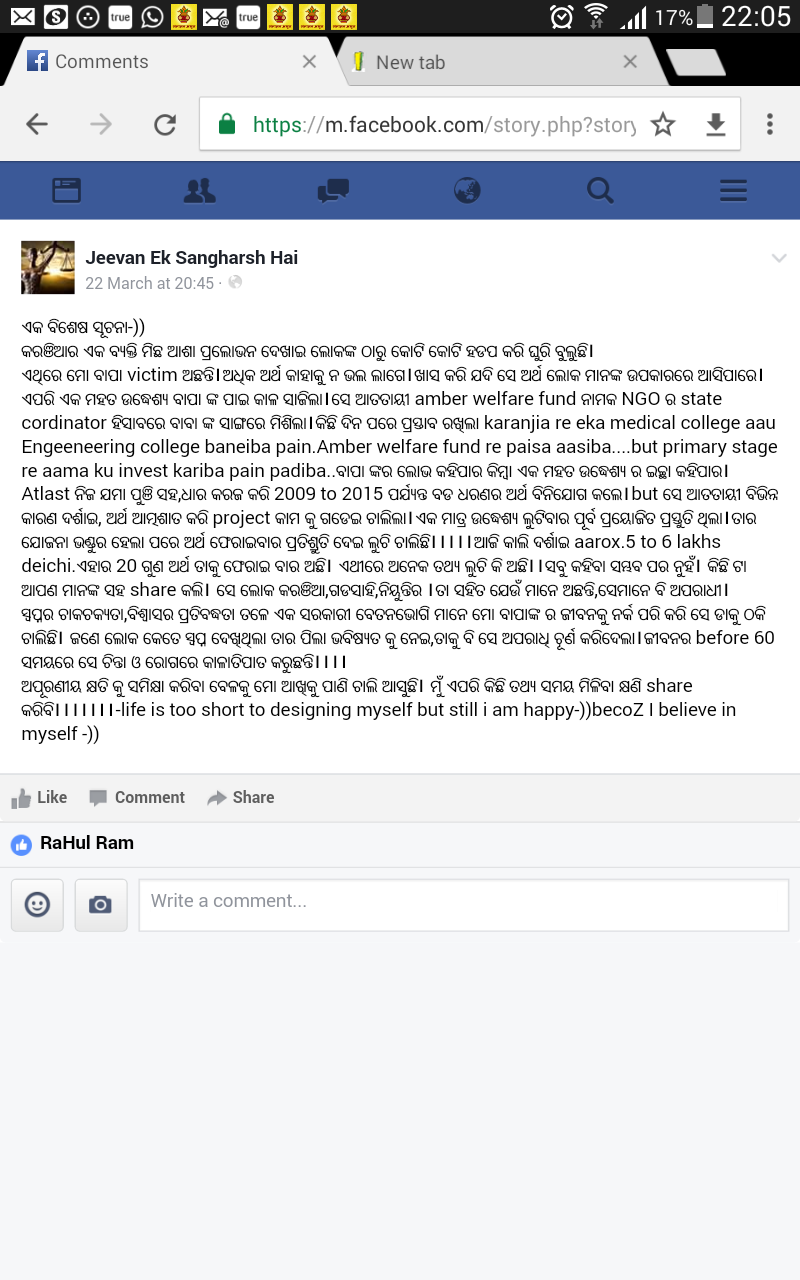 true
true
17%
22:05
Comments
New tab
https://m.facebook.com/story.php?story
Jeevan Ek Sangharsh Hai
22 March at 20:45 ·
ଏକ ବିଶେଷ ସୂଚନା-))
କରଞ୍ଜିଆର ଏକ ବ୍ୟକ୍ତି ମିଛ ଆଶା ପ୍ରଲୋଭନ ଦେଖାଇ ଲୋକଙ୍କ ଠାରୁ କୋଟି କୋଟି ହଡପ କରି ଘୁରି ବୁଲୁଛି।
ଏଥିରେ ମୋ ବାପା victim ଅଛନ୍ତି।ଅଧିକ ଅର୍ଥ କାହାକୁ ନ ଭଲ ଲାଗେ।ଖାସ କରି ଯଦି ସେ ଅର୍ଥ ଲୋକ ମାନଙ୍କ ଉପକାରରେ ଆସିପାରେ।
ଏପରି ଏକ ମହତ ଉଦ୍ଧେଶ୍ୟ ବାପା ଙ୍କ ପାଇ କାଳ ସାଜିଲା।ସେ ଆତତାୟୀ amber welfare fund ନାମକ NGO ର state
cordinator ହିସାବରେ ବାବା ଙ୍କ ସାଙ୍ଗରେ ମିଶିଲା।କିଛି ଦିନ ପରେ ପ୍ରସ୍ତାବ ରଖିଲା karanjia re eka medical college aau
Engeeneering college baneiba pain.Amber welfare fund re paisa aasiba....but primary stage
re aama ku invest kariba pain padiba..ବାପା ଙ୍କର ଲୋଭ କହିପାର କିମ୍ବା ଏକ ମହତ ଉଦ୍ଧେଶ୍ୟ ର ଇଚ୍ଛା କହିପାର।
Atlast ନିଜ ଯମା ପୁଞ୍ଜି ସହ,ଧାର କରଜ କରି 2009 to 2015 ପର୍ଯ୍ୟନ୍ତ ବଡ ଧରଣର ଅର୍ଥ ବିନିଯୋଗ କଲେ।but ସେ ଆତତାୟୀ ବିଭିନ୍ନ
କାରଣ ଦର୍ଶାଇ, ଅର୍ଥ ଆତ୍ମଶାତ କରି project କାମ କୁ ଗଡେଇ ଚାଲିଲା।ଏକ ମାତ୍ର ଉଦ୍ଧେଶ୍ୟ ଲୁଟିବାର ପୂର୍ବ ପ୍ରୟୋଜିତ ପ୍ରସ୍ତୁତି ଥିଲା।ତାର
ଯୋଜନା ଭଣ୍ଡୁର ହେଲା ପରେ ଅର୍ଥ ଫେରାଇବାର ପ୍ରତିଶ୍ରୁତି ଦେଇ ଲୁଚି ଚାଲିଛି।।।।।ଆଜି କାଲି ଦର୍ଶାଇ aarox.5 to 6 lakhs
deichi.ଏହାର 20 ଗୁଣ ଅର୍ଥ ତାକୁ ଫେରାଇ ବାର ଅଛି। ଏଥୀରେ ଅନେକ ତଥ୍ୟ ଲୁଚି କି ଅଛି।।ସବୁ କହିବା ସମ୍ଭବ ପର ନୁହଁ। କିଛି ଟା
ଆପଣ ମାନଙ୍କ ସହ share କଲି। ସେ ଲୋକ କରଞ୍ଜିଆ,ଗଡସାହି,ନିୟୁନ୍ତିର ।ତା ସହିତ ଯେଉଁ ମାନେ ଅଛନ୍ତି,ସେମାନେ ବି ଅପରାଧୀ।
ସ୍ୱପ୍ନର ଚାକଚକ୍ୟତା,ବିଶ୍ୱାସର ପ୍ରତିବଦ୍ଧତା ତଳେ ଏକ ସରକାରୀ ବେତନଭୋଗି ମାନେ ମୋ ବାପାଙ୍କ ର ଜୀବନକୁ ନର୍କ ପରି କରି ସେ ଡାକୁ ଠକି
ଚାଲିଛି। ଜଣେ ଲୋକ କେତେ ସ୍ୱପ୍ନ ଦେଖିଥିଲା ତାର ପିଲା ଭବିଷ୍ୟତ କୁ ନେଇ,ତାକୁ ବି ସେ ଅପରାଧି ଚୂର୍ଣ କରିଦେଲା।ଜୀବନର before 60
ସମୟରେ ସେ ଚିନ୍ତା ଓ ରୋଗରେ କାଳାତିପାତ କରୁଛନ୍ତି।।।।
ଅପୂରଣୀୟ କ୍ଷତି କୁ ସମିକ୍ଷା କରିବା ବେଳକୁ ମୋ ଆଖିକୁ ପାଣି ଚାଲି ଆସୁଛି। ମୁଁ ଏପରି କିଛି ତଥ୍ୟ ସମୟ ମିଳିବା କ୍ଷଣି share
କରିବି।।।।।।।-life is too short to designing myself but still i am happy-))becoZ I believe in
myself -))
Like Comment Share
RaHul Ram
Write a comment...